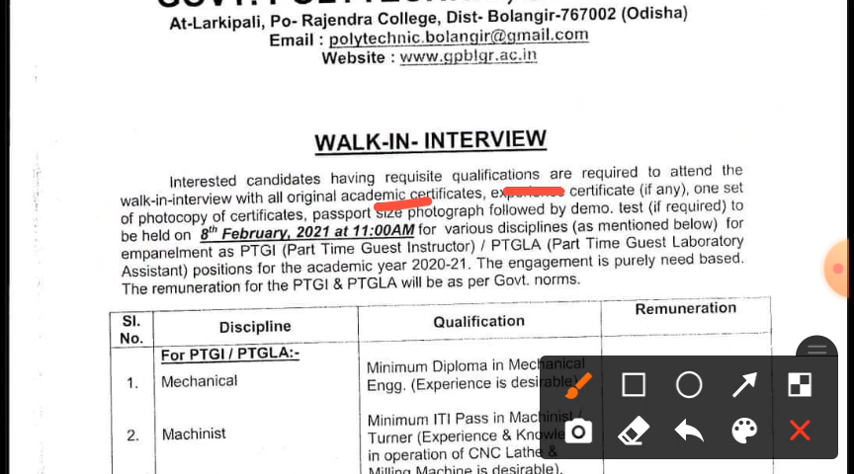 At-Larkipali, Po- Rajendra College, Dist- Bolangir-767002 (Odisha)
Email : polytechnic.bolangir@gmail.com
Website : www.gpblgr.ac.in
WALK-IN- INTERVIEW
Interested candidates having requisite qualifications are required to attend the
walk-in-interview with all original academic certificates, experience certificate (if any), one set
of photocopy of certificates, passport size photograph followed by demo. test (if required) to
be held on 8th February, 2021 at 11:00AM for various disciplines (as mentioned below) for
empanelment as PTGI (Part Time Guest Instructor) / PTGLA (Part Time Guest Laboratory
Assistant) positions for the academic year 2020-21. The engagement is purely need based.
The remuneration for the PTGI & PTGLA will be as per Govt. norms.
Sl. No. Discipline Qualification Remuneration
For PTGI / PTGLA:-
1. Mechanical Minimum Diploma in Mechanical
Engg. (Experience is desirable)
2. Machinist Minimum ITI Pass in Machinist /
Turner (Experience & Knowle
in operation of CNC Lathe &
Milling Machine is desirable).